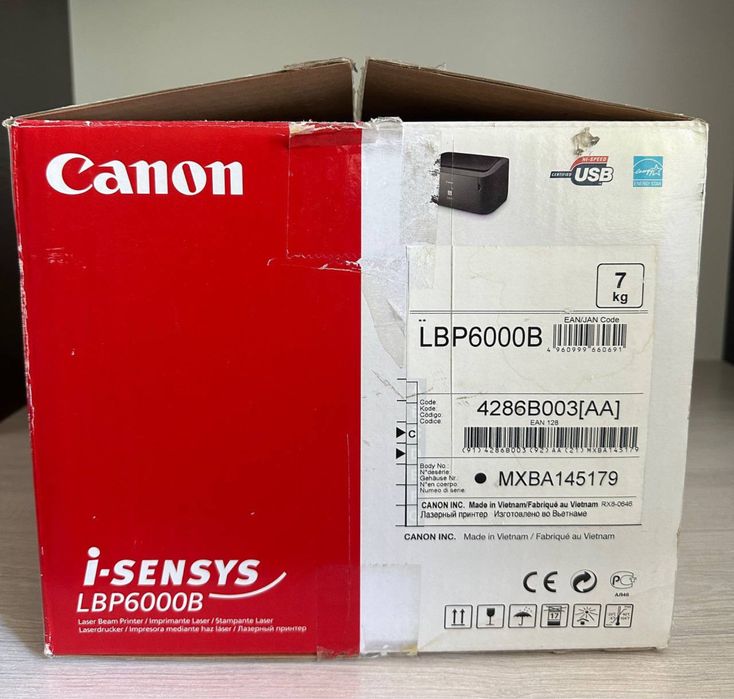 Canon
HI-SPEED
CERTIFIED USB
ENERGY STAR
7
kg
EAN/JAN Code
LBP6000B
4 960999 660691
Code
Kode:
Código:
Codice
4286B003[AA]
EAN 128
C
(91) 4286B003 (92) AA (21) MXBA145179
Body No.:
N°desérie:
Gehäuse Nr.:
N°en corpo:
Numeo di serie
● MXBA145179
CANON INC. Made in Vietnam/Fabriqué au Vietnam RX6-0646
Лазерный принтер Изготовлено во Вьетнаме
CANON INC. Made in Vietnam / Fabriqué au Vietnam
i-SENSYS
LBP6000B
Laser Beam Printer / Imprimante Laser / Stampante Laser
Laserdrucker / Impresora mediante haz láser / Лазерный принтер
CE
17